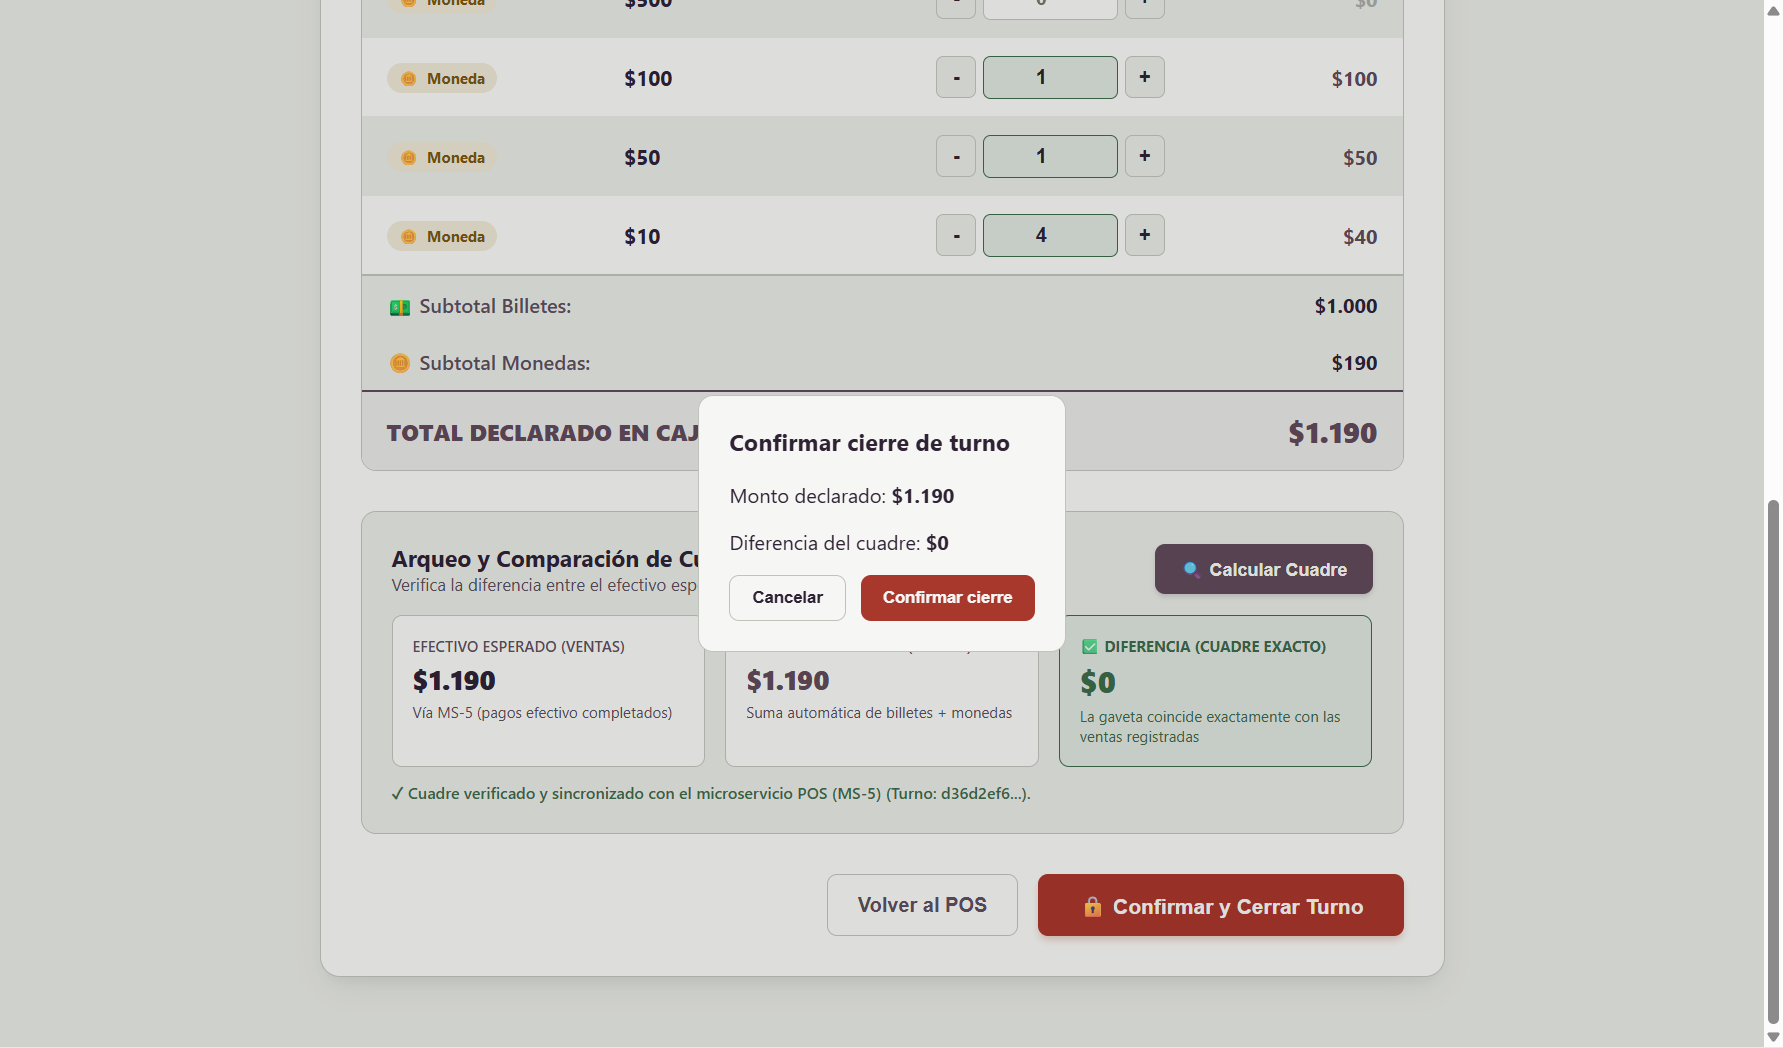 Moneda $500 - 0 + $0
Moneda $100 - 1 + $100
Moneda $50 - 1 + $50
Moneda $10 - 4 + $40
Subtotal Billetes: $1.000
Subtotal Monedas: $190
TOTAL DECLARADO EN CAJ $1.190
Confirmar cierre de turno
Monto declarado: $1.190
Diferencia del cuadre: $0
Cancelar Confirmar cierre
Arqueo y Comparación de Cu
Verifica la diferencia entre el efectivo esp
Calcular Cuadre
EFECTIVO ESPERADO (VENTAS)
$1.190
Vía MS-5 (pagos efectivo completados)
$1.190
Suma automática de billetes + monedas
DIFERENCIA (CUADRE EXACTO)
$0
La gaveta coincide exactamente con las
ventas registradas
✓ Cuadre verificado y sincronizado con el microservicio POS (MS-5) (Turno: d36d2ef6...).
Volver al POS
Confirmar y Cerrar Turno